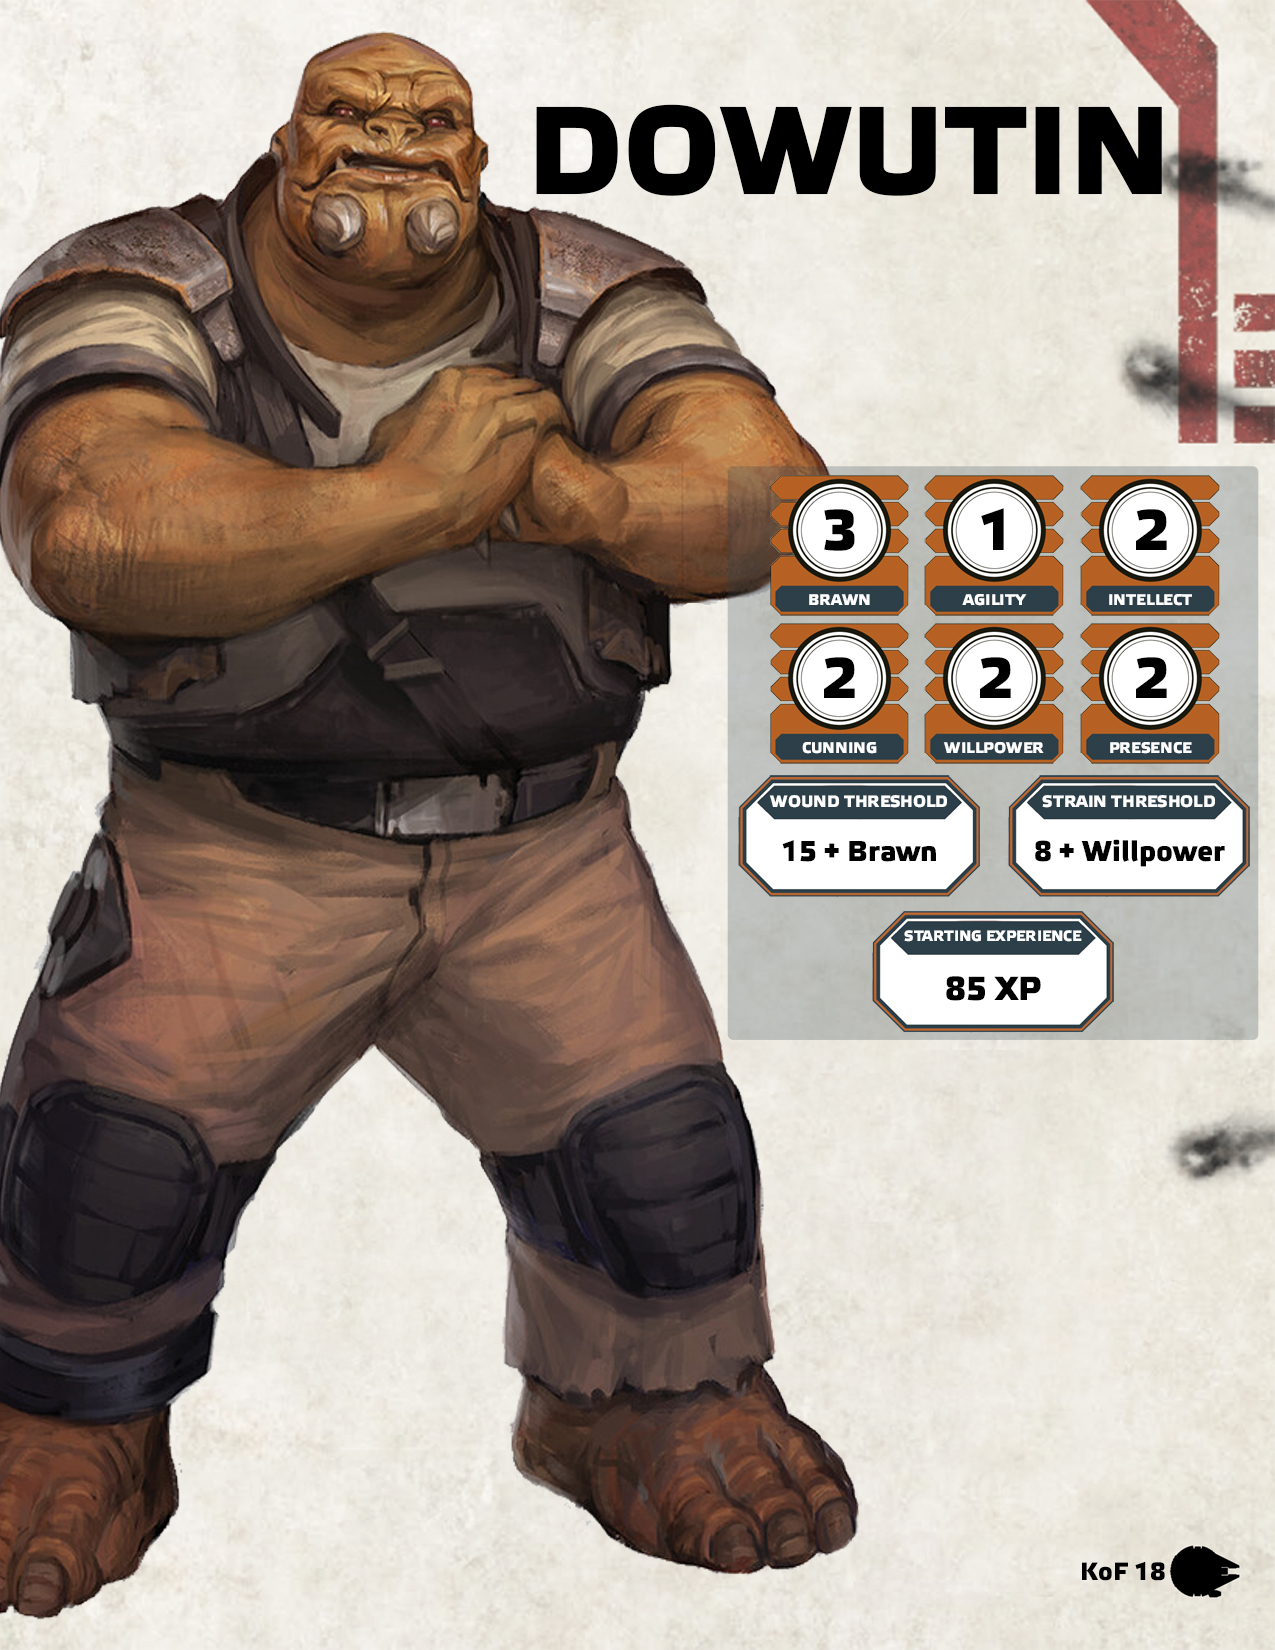 DOWUTIN
3 1 2
BRAWN AGILITY INTELLECT
2 2 2
CUNNING WILLPOWER PRESENCE
WOUND THRESHOLD STRAIN THRESHOLD
15 + Brawn 8 + Willpower
STARTING EXPERIENCE
85 XP
KoF 18